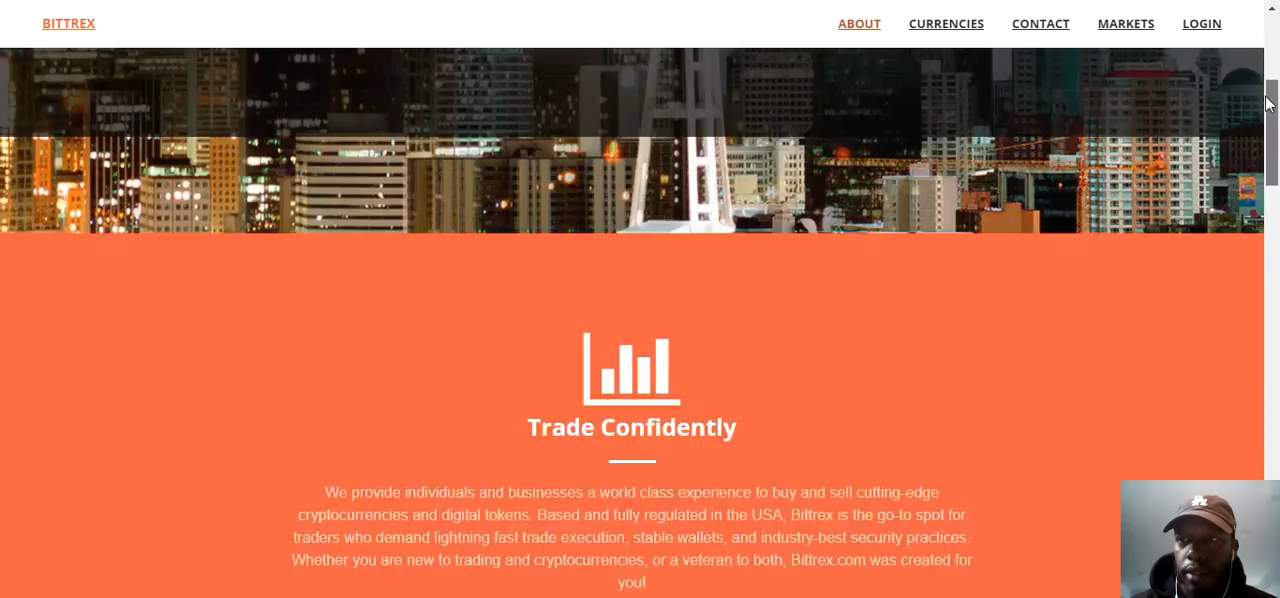 BITTREX ABOUT CURRENCIES CONTACT MARKETS LOGIN
Trade Confidently
We provide individuals and businesses a world class experience to buy and sell cutting-edge
cryptocurrencies and digital tokens. Based and fully regulated in the USA, Bittrex is the go-to spot for
traders who demand lightning fast trade execution, stable wallets, and industry-best security practices.
Whether you are new to trading and cryptocurrencies, or a veteran to both, Bittrex.com was created for
you!